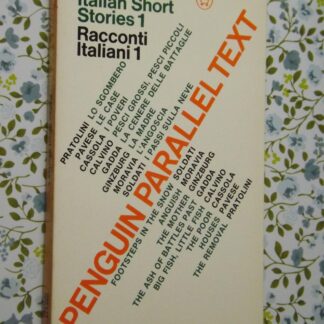 Italian Short
Stories 1
Racconti
Italiani 1
PRATOLINI LO SGOMBERO
PAVESE LE CASE
CASSOLA I POVERI
CALVINO PESCI GROSSI, PESCI PICCOLI
GADDA LA CENERE DELLE BATTAGLIE
GINZBURG LA MADRE
MORAVIA L'ANGOSCIA
SOLDATI I PASSI SULLA NEVE
PENGUIN PARALLEL TEXT
FOOTSTEPS IN THE SNOW SOLDATI
ANGUISH MORAVIA
THE MOTHER GINZBURG
THE ASH OF BATTLES PAST GADDA
BIG FISH, LITTLE FISH CALVINO
THE POOR CASSOLA
HOUSES PAVESE
THE REMOVAL PRATOLINI